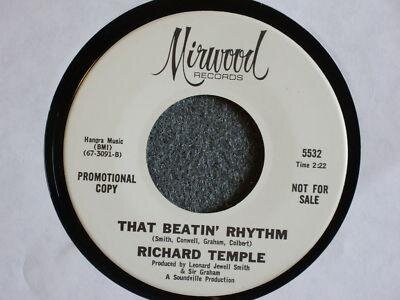 Mirwood
RECORDS
Hanpra Music
(BMI)
(67-3091-B)
5532
Time 2:22
PROMOTIONAL
COPY
NOT FOR
SALE
THAT BEATIN' RHYTHM
(Smith, Conwell, Graham, Colbert)
RICHARD TEMPLE
Produced by Leonard Jewell Smith
& Sir Graham
A Soundville Production